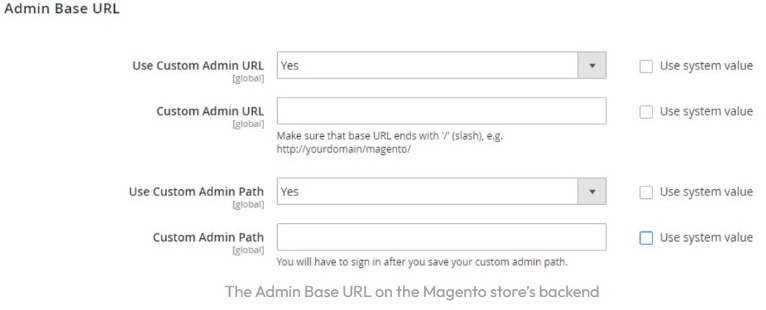 Admin Base URL
Use Custom Admin URL Yes Use system value
[global]
Custom Admin URL Use system value
[global]
Make sure that base URL ends with '/' (slash), e.g.
http://yourdomain/magento/
Use Custom Admin Path Yes Use system value
[global]
Custom Admin Path Use system value
[global]
You will have to sign in after you save your custom admin path.
The Admin Base URL on the Magento store’s backend